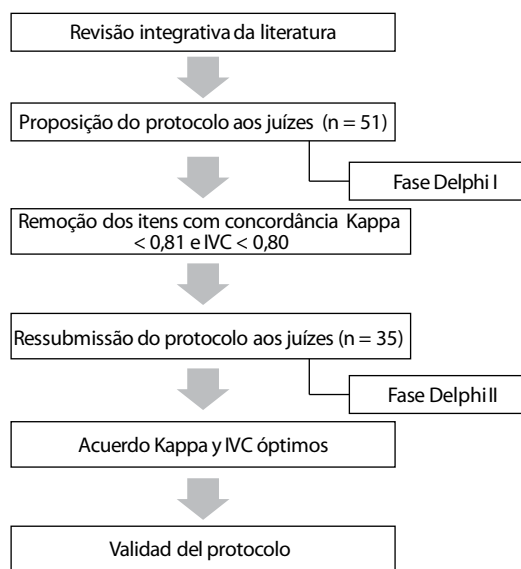 Revisão integrativa da literatura
Proposição do protocolo aos juízes (n = 51)
Fase Delphi I
Remoção dos itens com concordância Kappa
< 0,81 e IVC < 0,80
Ressubmissão do protocolo aos juízes (n = 35)
Fase Delphi II
Acuerdo Kappa y IVC óptimos
Validad del protocolo